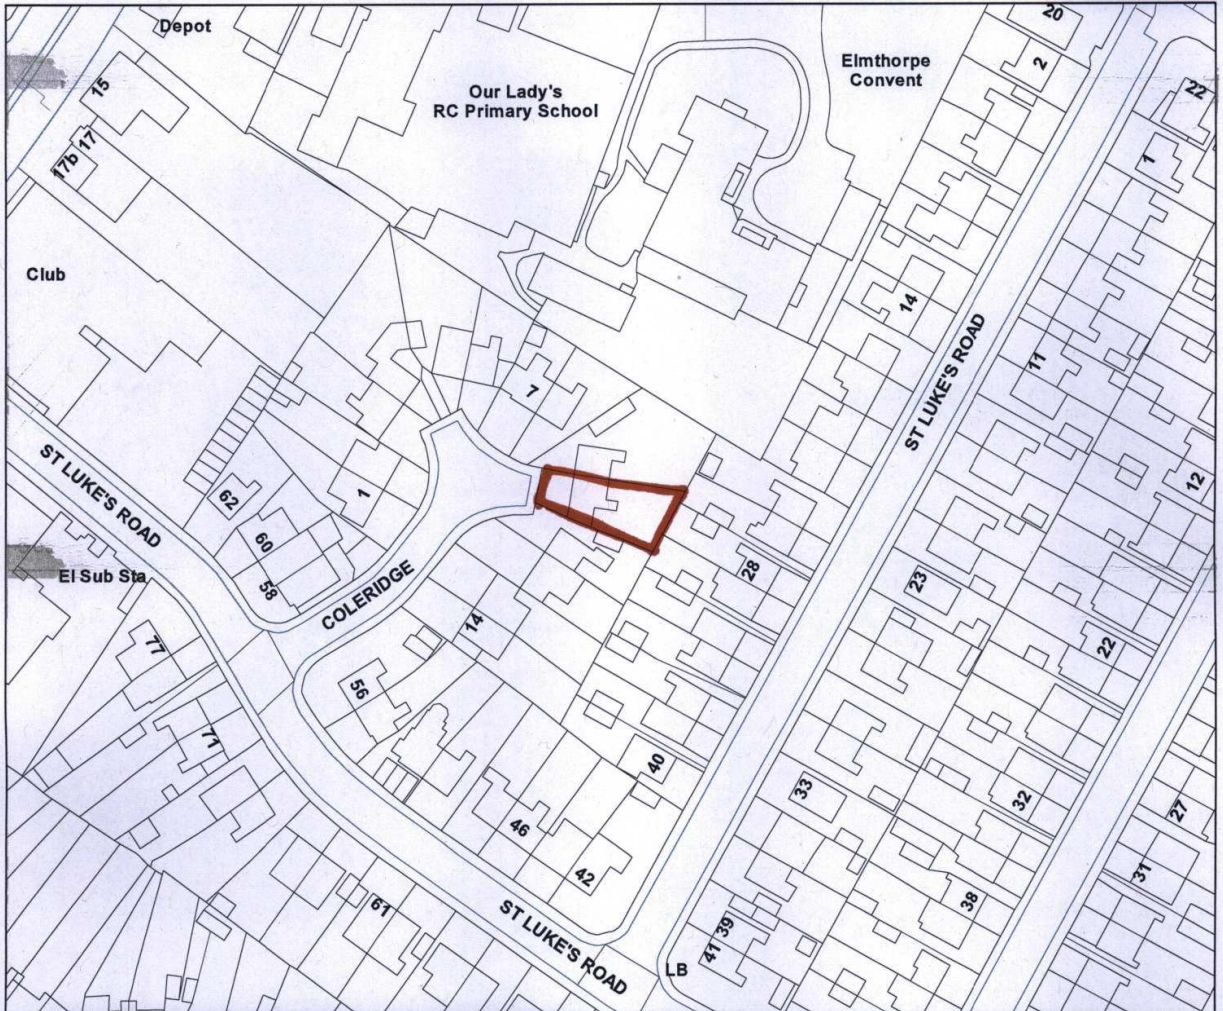 Depot
20
2
Elmthorpe
Convent
Our Lady's
RC Primary School
15
22
17b 17
1
Club
14
ST LUKE'S ROAD
11
7
12
ST LUKE'S ROAD
62
1
60
58
El Sub Sta
COLERIDGE
28
23
14
22
77
56
71
40
33
32
27
46
42
31
38
61
ST LUKE'S ROAD
41 39
LB